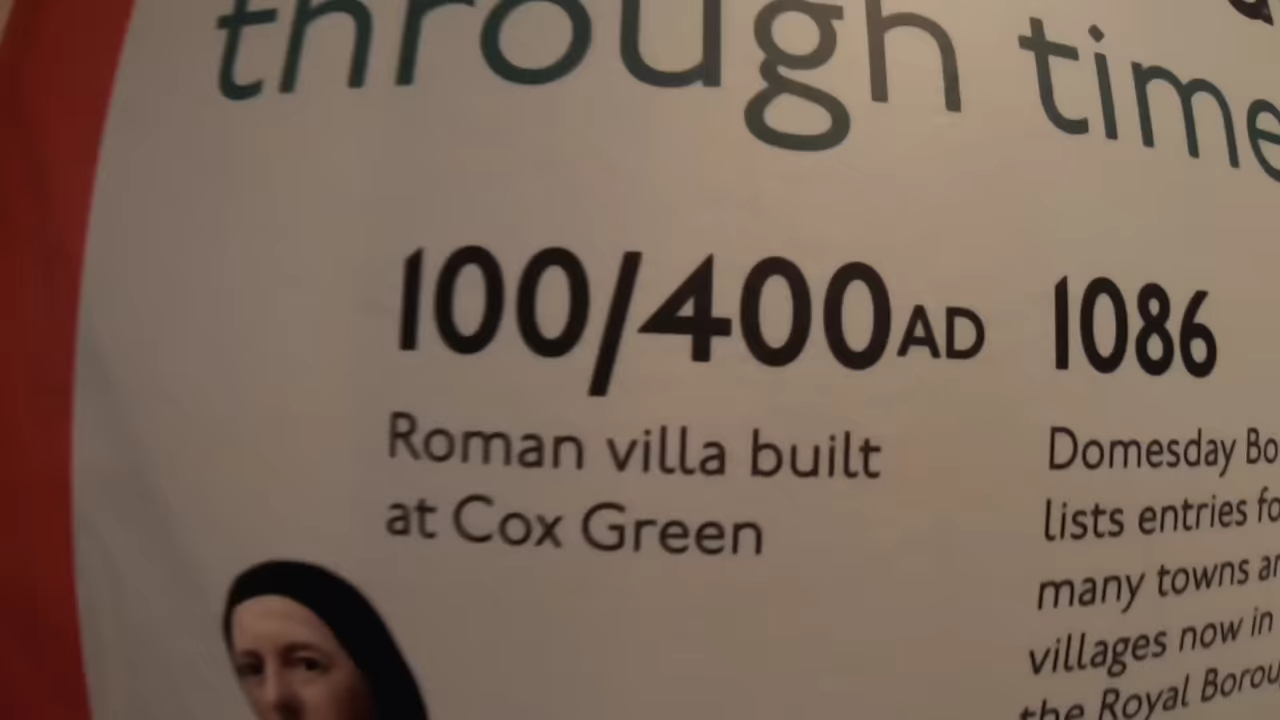 through time
100/400AD
Roman villa built
at Cox Green
1086
Domesday
lists entries
many towns
villages now in
the Royal